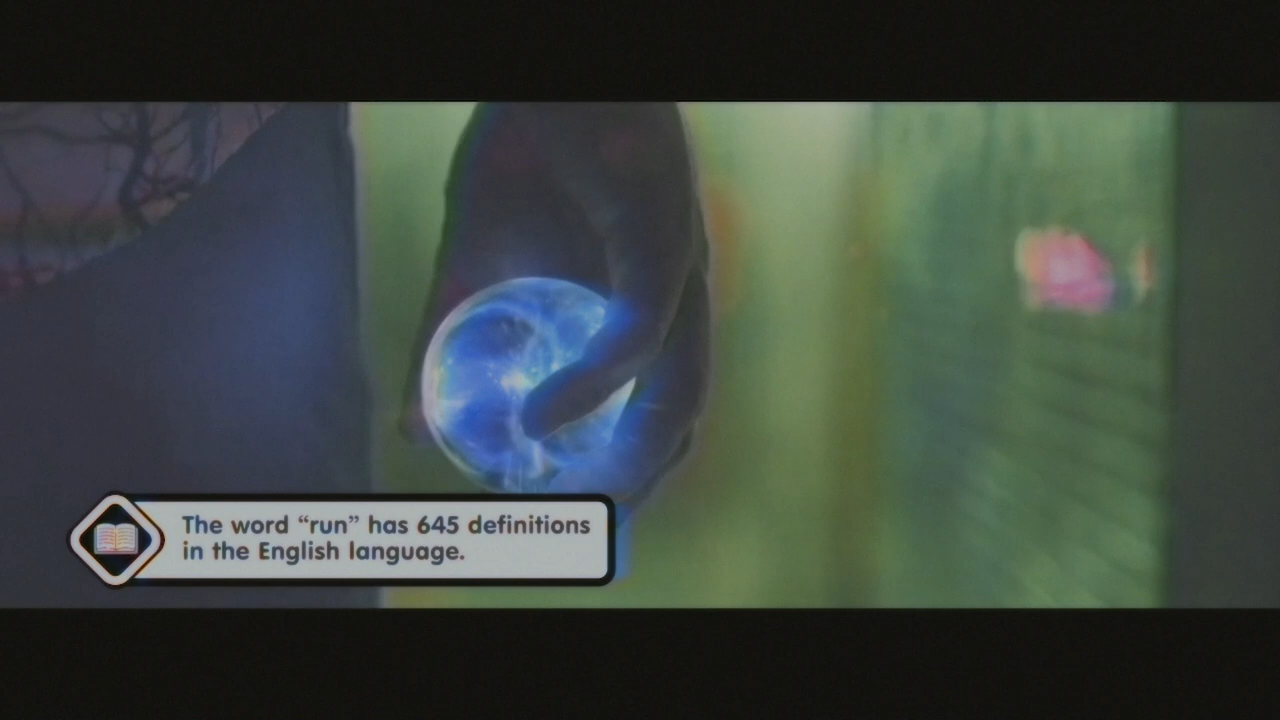 The word “run” has 645 definitions
in the English language.